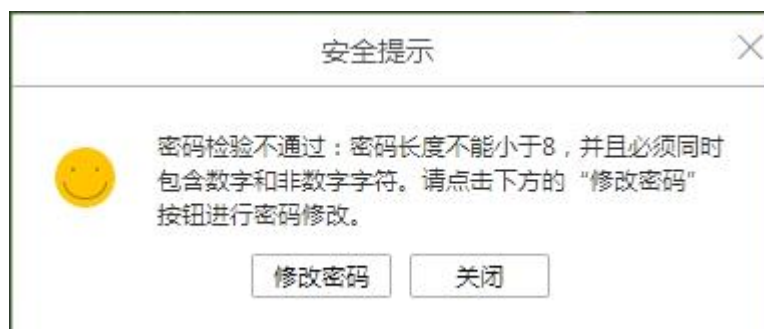 安全提示
密码检验不通过：密码长度不能小于8，并且必须同时
包含数字和非数字字符。请点击下方的“修改密码”
按钮进行密码修改。
修改密码 关闭